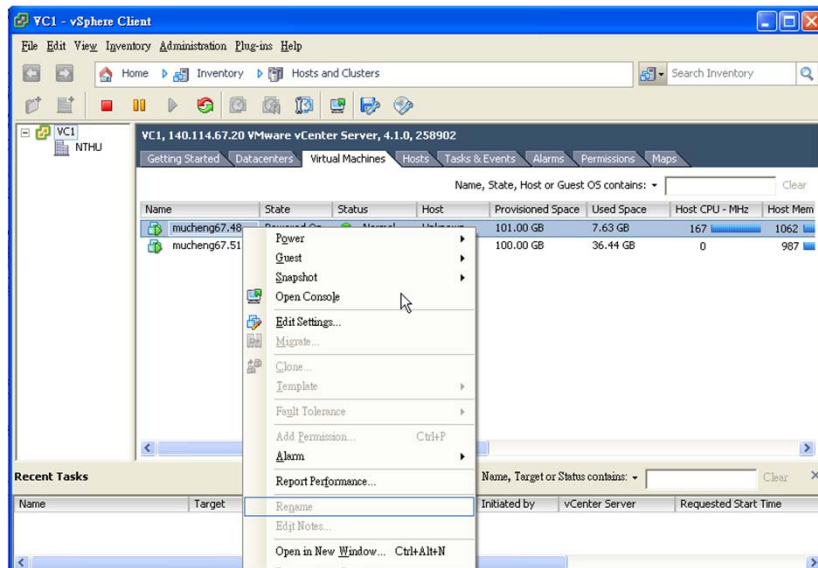 VC1 - vSphere Client
File Edit View Inventory Administration Plug-ins Help
Home Inventory Hosts and Clusters Search Inventory
VC1
NTHU
VC1, 140.114.67.20 VMware vCenter Server, 4.1.0, 258902
Getting Started Datacenters Virtual Machines Hosts Tasks & Events Alarms Permissions Maps
Name, State, Host or Guest OS contains: Clear
Name State Status Host Provisioned Space Used Space Host CPU - MHz Host Mem
mucheng67.48 Powered On Normal Unknown 101.00 GB 7.63 GB 167 1062
mucheng67.51 100.00 GB 36.44 GB 0 987
Power
Guest
Snapshot
Open Console
Edit Settings...
Migrate...
Clone...
Template
Fault Tolerance
Add Permission... Ctrl+P
Alarm
Report Performance...
Rename
Edit Notes...
Open in New Window... Ctrl+Alt+N
Recent Tasks
Name, Target or Status contains: Clear
Name Target Initiated by vCenter Server Requested Start Time